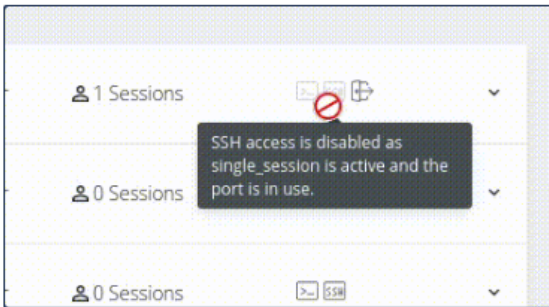 1 Sessions
SSH access is disabled as
single_session is active and the
port is in use.
0 Sessions
0 Sessions >_ SSH